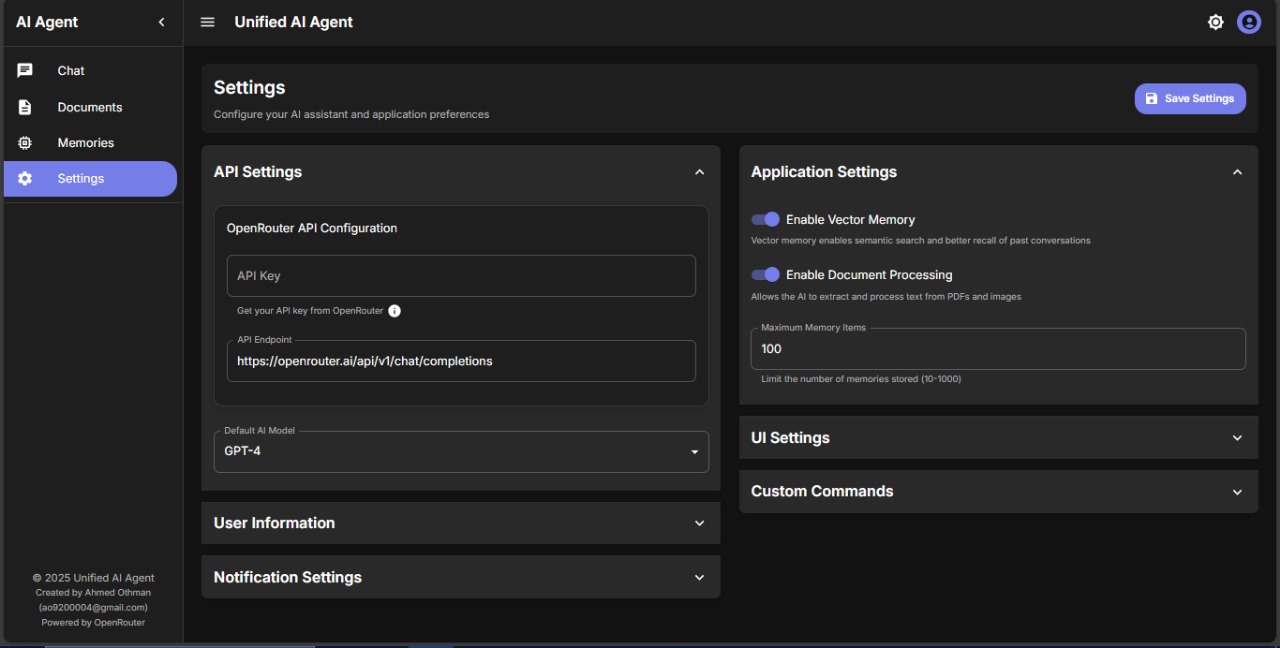 AI Agent
Unified AI Agent
Chat
Documents
Memories
Settings
Settings
Configure your AI assistant and application preferences
Save Settings
API Settings
OpenRouter API Configuration
API Key
Get your API key from OpenRouter
API Endpoint
https://openrouter.ai/api/v1/chat/completions
Default AI Model
GPT-4
User Information
Notification Settings
Application Settings
Enable Vector Memory
Vector memory enables semantic search and better recall of past conversations
Enable Document Processing
Allows the AI to extract and process text from PDFs and images
Maximum Memory Items
100
Limit the number of memories stored (10-1000)
UI Settings
Custom Commands
© 2025 Unified AI Agent
Created by Ahmed Othman
(ao9200004@gmail.com)
Powered by OpenRouter